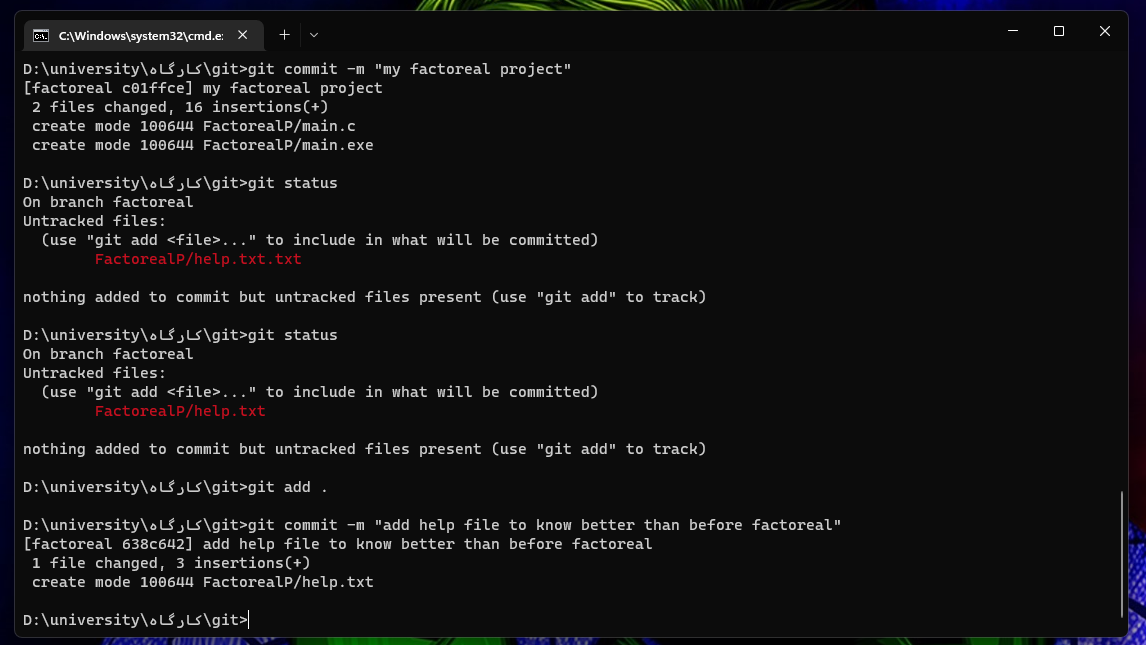 C:\Windows\system32\cmd.e:
D:\university\کارگاه\git>git commit -m "my factoreal project"
[factoreal c01ffce] my factoreal project
2 files changed, 16 insertions(+)
create mode 100644 FactorealP/main.c
create mode 100644 FactorealP/main.exe
D:\university\کارگاه\git>git status
On branch factoreal
Untracked files:
(use "git add <file>..." to include in what will be committed)
FactorealP/help.txt.txt
nothing added to commit but untracked files present (use "git add" to track)
D:\university\کارگاه\git>git status
On branch factoreal
Untracked files:
(use "git add <file>..." to include in what will be committed)
FactorealP/help.txt
nothing added to commit but untracked files present (use "git add" to track)
D:\university\کارگاه\git>git add .
D:\university\کارگاه\git>git commit -m "add help file to know better than before factoreal"
[factoreal 638c642] add help file to know better than before factoreal
1 file changed, 3 insertions(+)
create mode 100644 FactorealP/help.txt
D:\university\کارگاه\git>